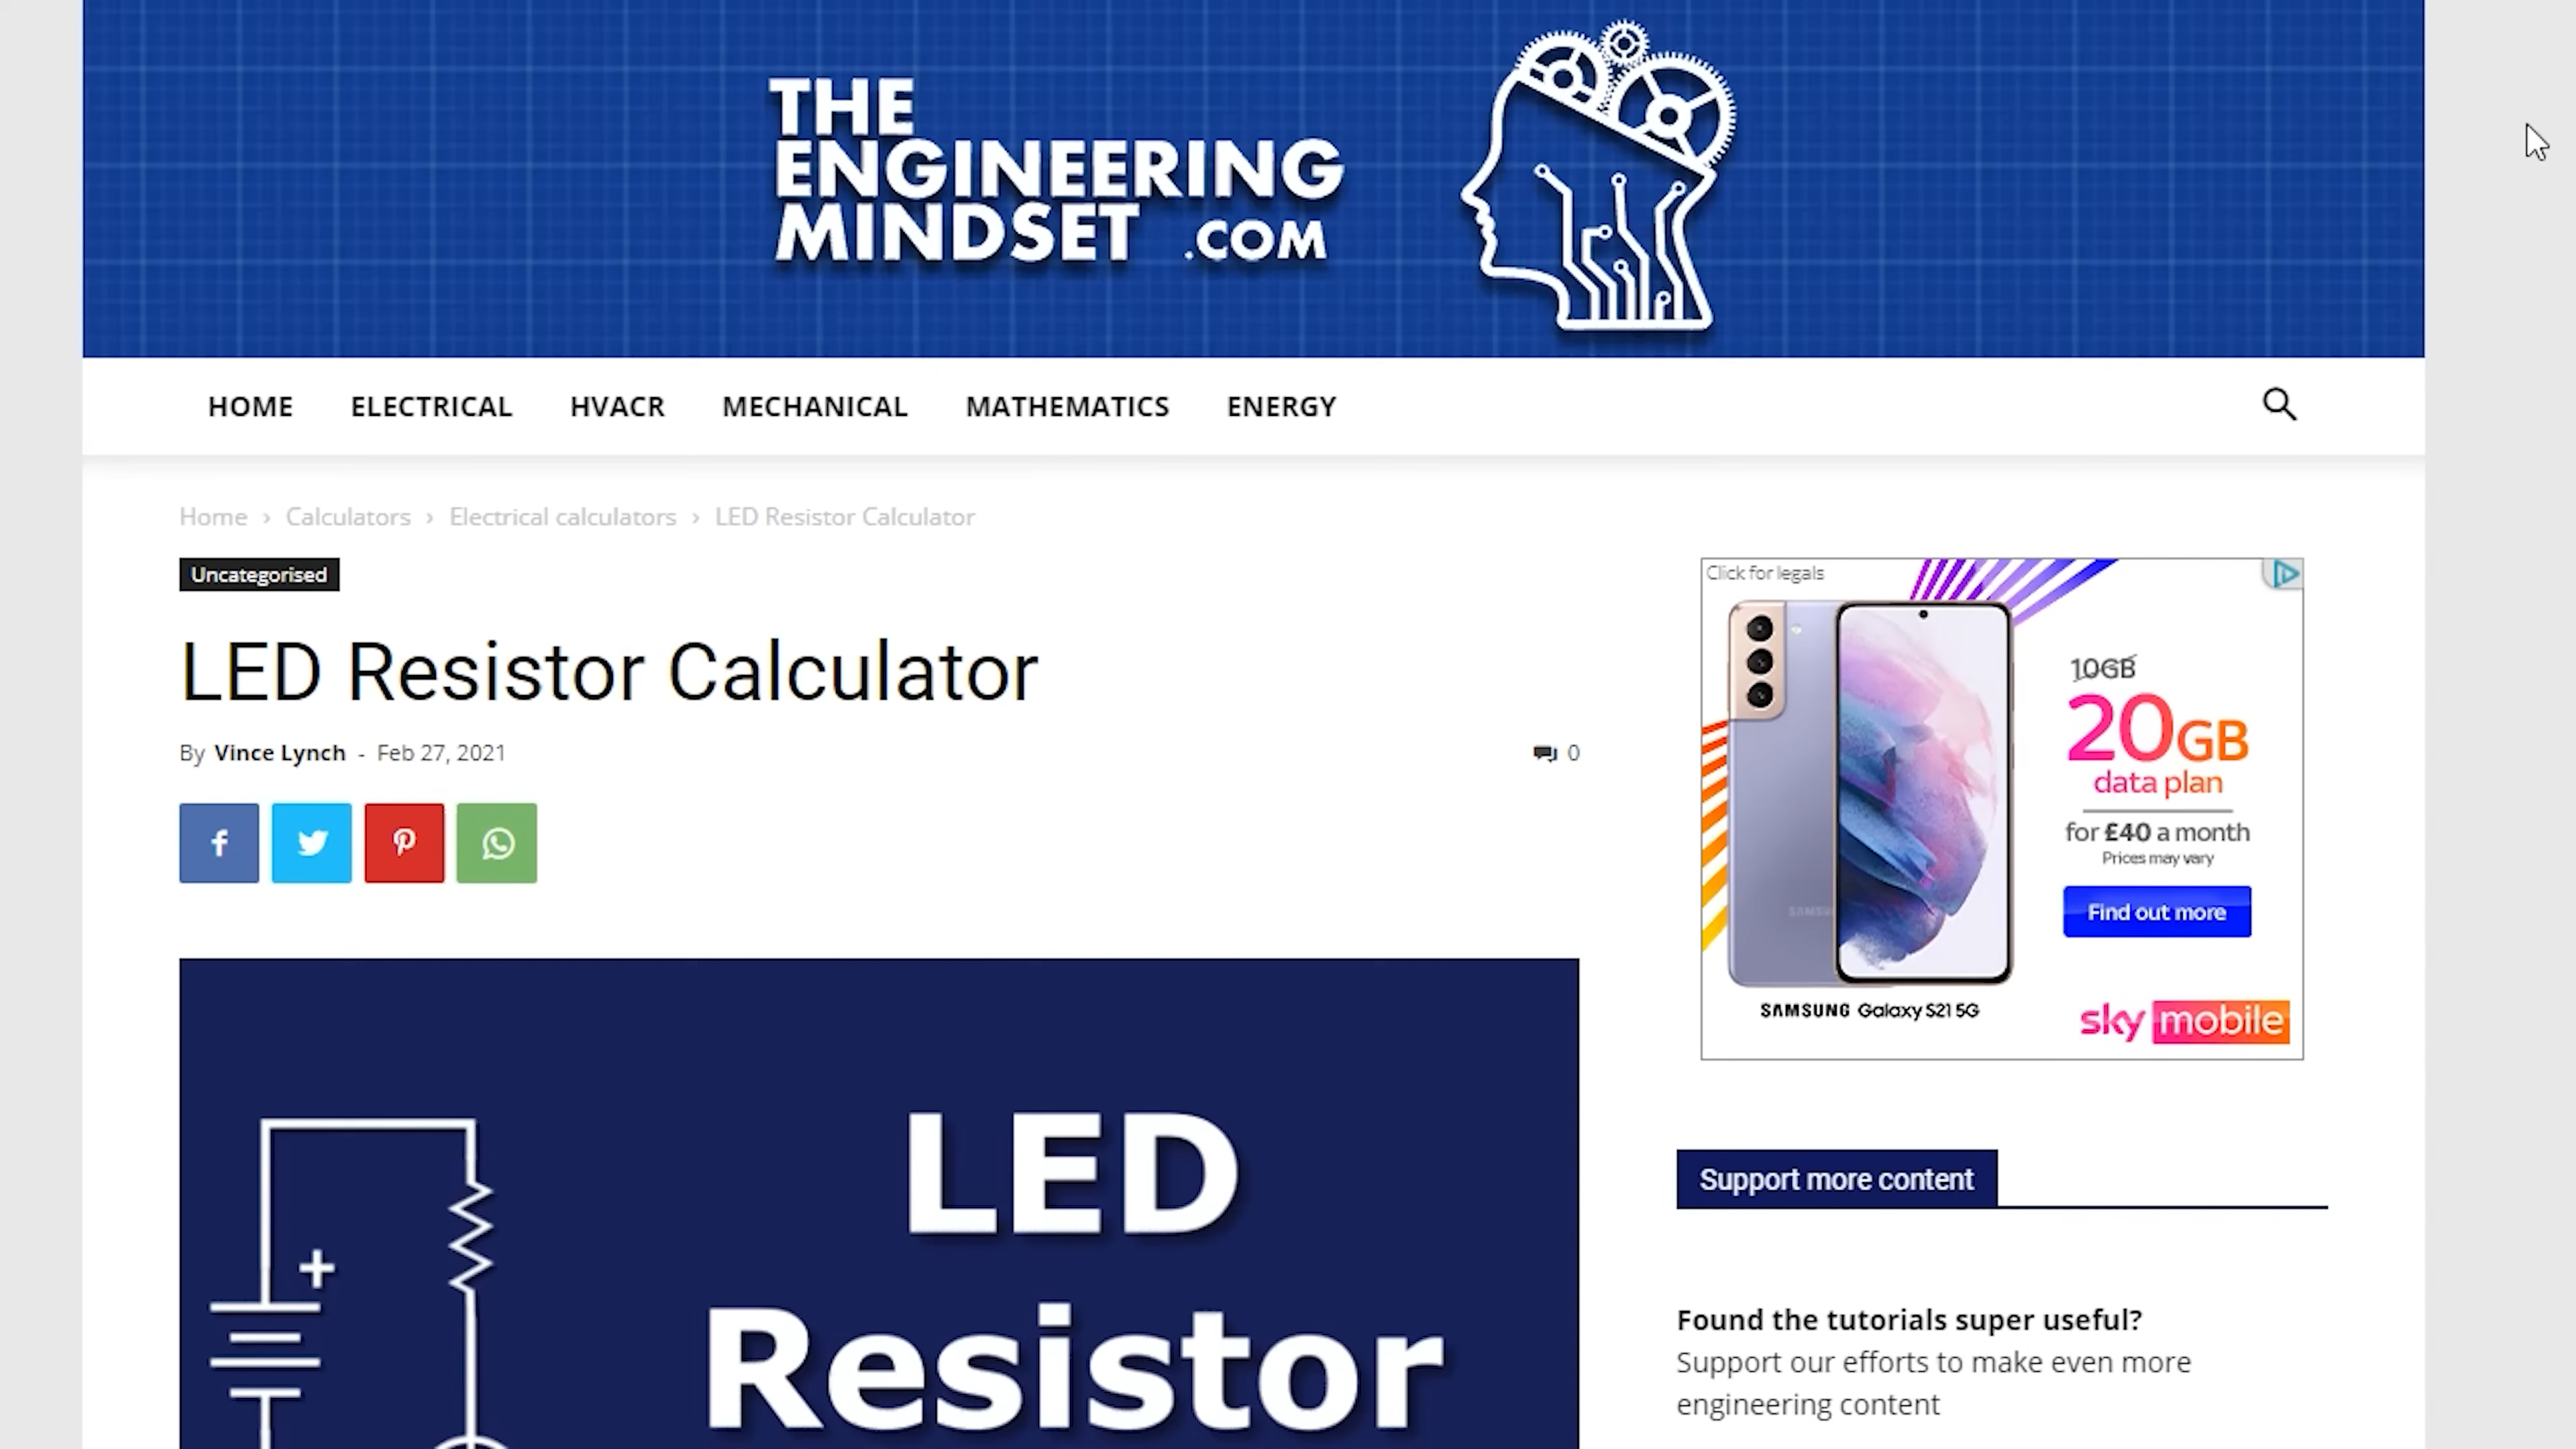 THE
ENGINEERING
MINDSET .COM
HOME ELECTRICAL HVACR MECHANICAL MATHEMATICS ENERGY
Home › Calculators › Electrical calculators › LED Resistor Calculator
Uncategorised
LED Resistor Calculator
By Vince Lynch - Feb 27, 2021
0
LED
Resistor
+
Click for legals
10GB
20GB
data plan
for £40 a month
Prices may vary
Find out more
SAMSUNG
SAMSUNG Galaxy S21 5G
sky mobile
Support more content
Found the tutorials super useful?
Support our efforts to make even more
engineering content